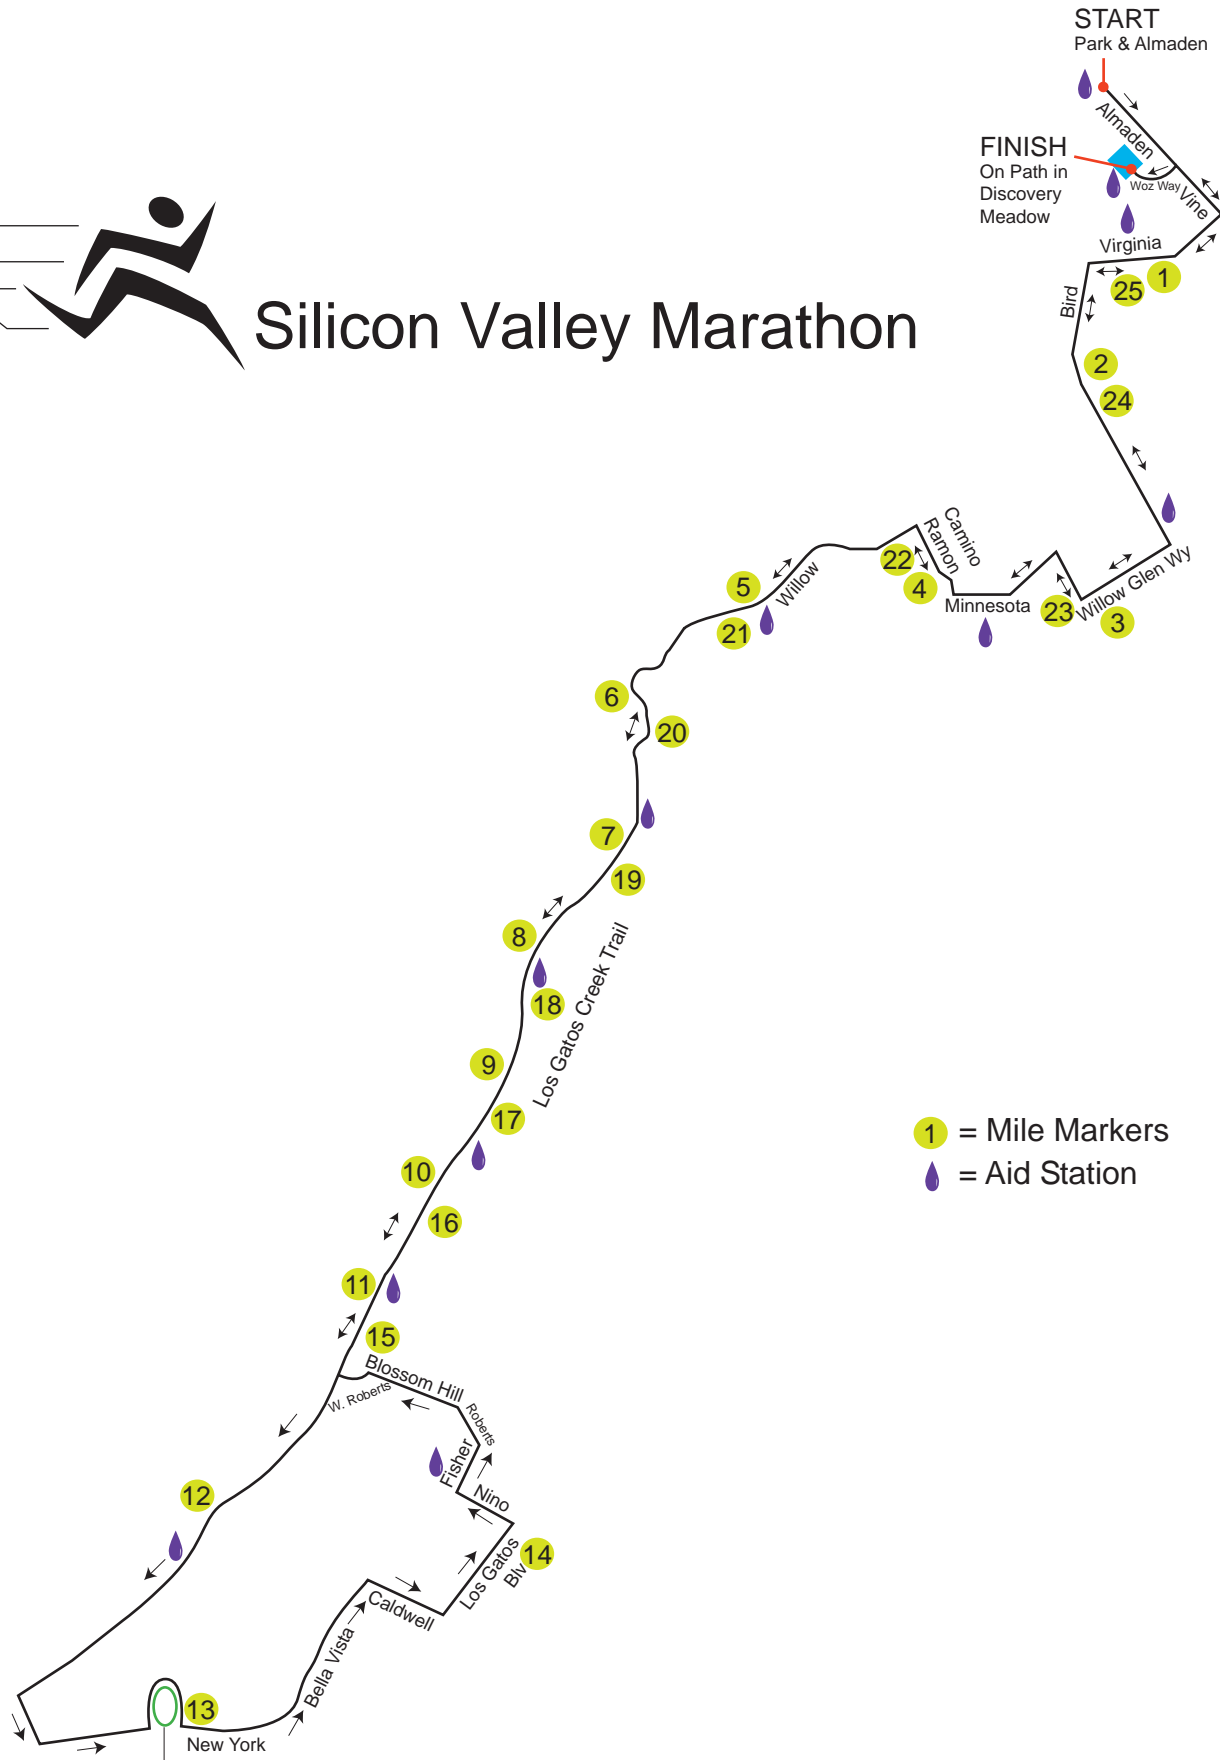 START
Park & Almaden
Almaden
FINISH
On Path in
Discovery
Meadow
Woz Way
Vine
Virginia
1
25
Bird
2
24
Silicon Valley Marathon
Camino
Ramon
22
4
5
Willow
21
Minnesota
23
Willow Glen Wy
3
6
20
7
19
8
18
Los Gatos Creek Trail
9
17
1 = Mile Markers
= Aid Station
10
16
11
15
Blossom Hill
W. Roberts
Roberts
Fisher
Nino
12
14
Los Gatos
Blv
Caldwell
Bella Vista
13
New York